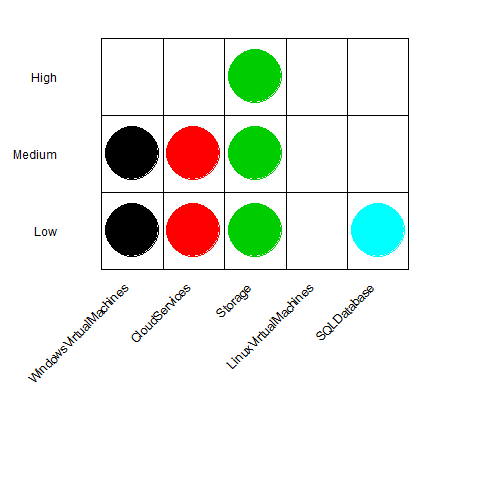 High
Medium
Low
WindowsVirtualMachines
CloudServices
Storage
LinuxVirtualMachines
SQLDatabase